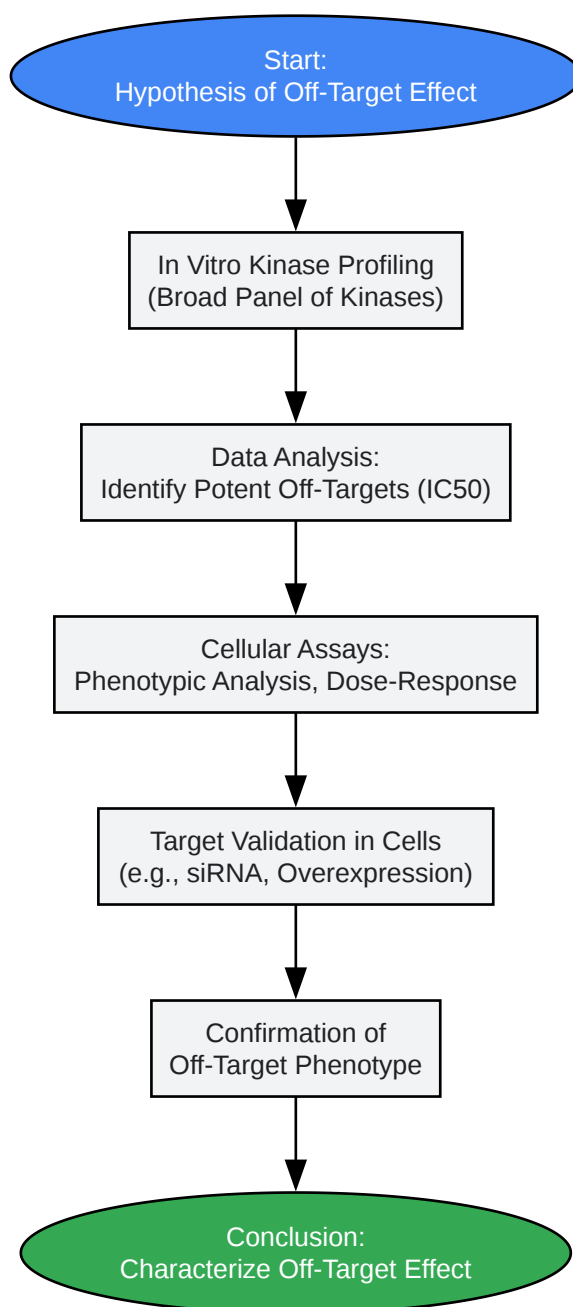 Start:
Hypothesis of Off-Target Effect
In Vitro Kinase Profiling
(Broad Panel of Kinases)
Data Analysis:
Identify Potent Off-Targets (IC50)
Cellular Assays:
Phenotypic Analysis, Dose-Response
Target Validation in Cells
(e.g., siRNA, Overexpression)
Confirmation of
Off-Target Phenotype
Conclusion:
Characterize Off-Target Effect